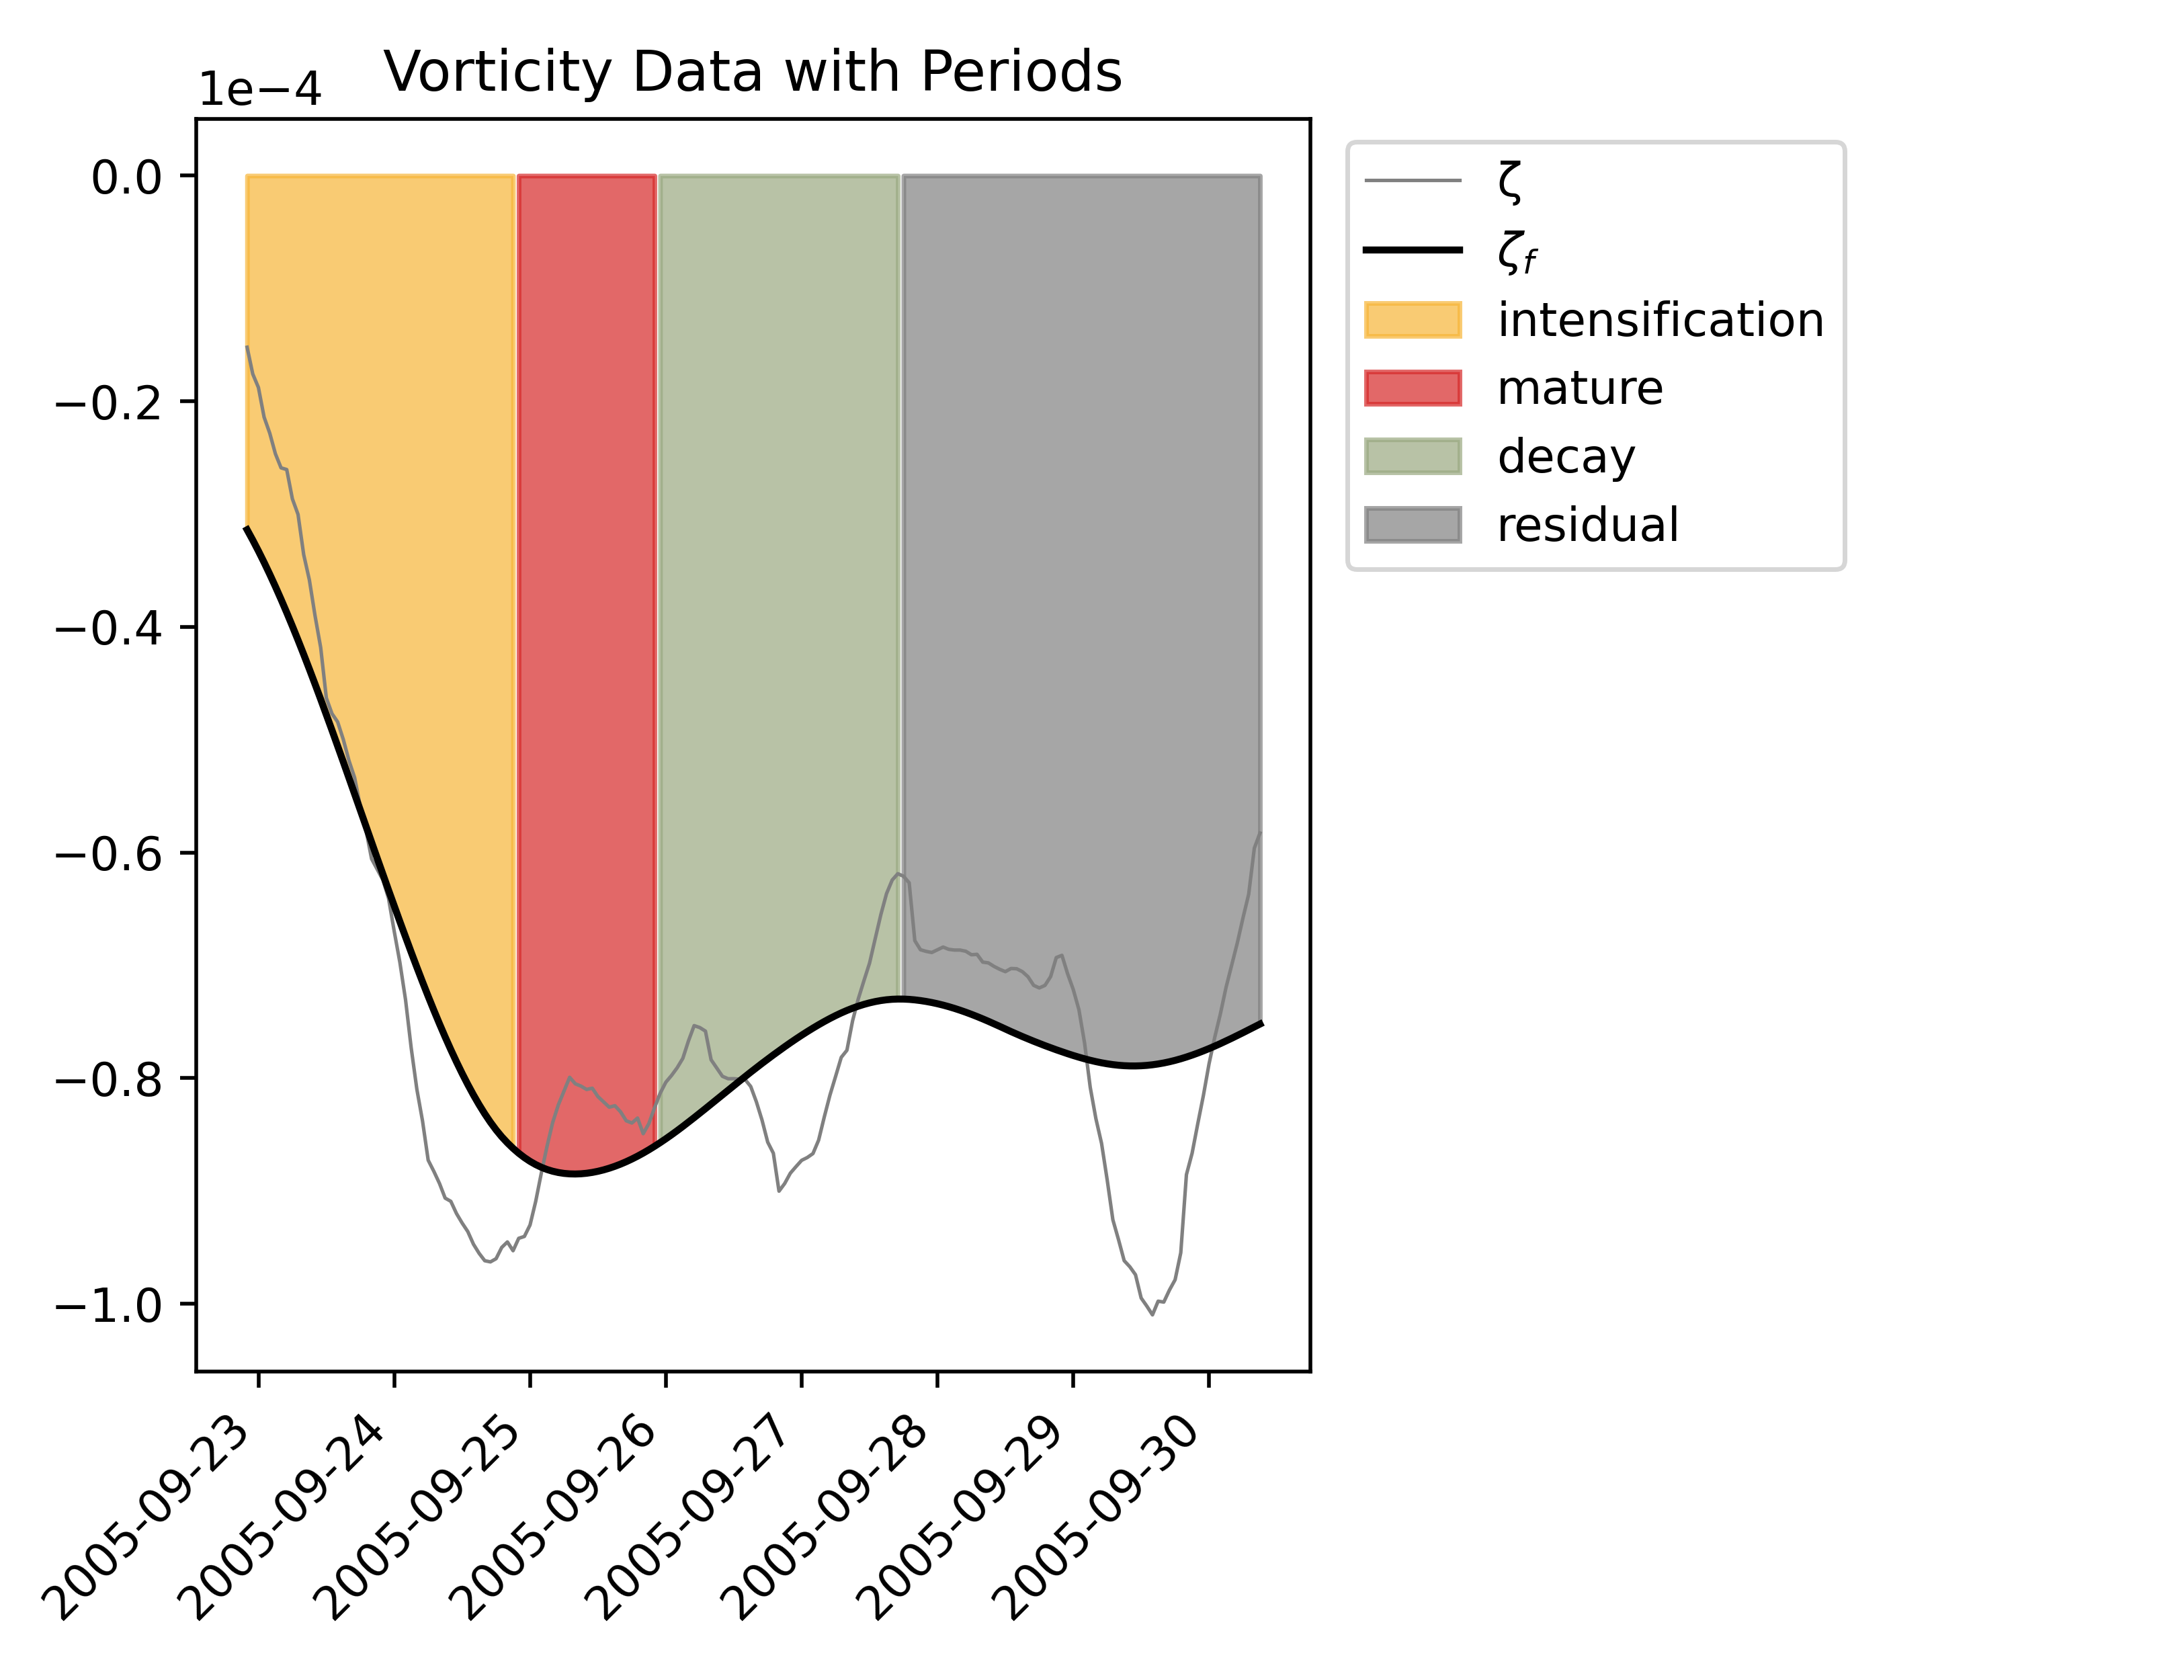 Vorticity Data with Periods
1e−4
0.0
−0.2
−0.4
−0.6
−0.8
−1.0
2005-09-23
2005-09-24
2005-09-25
2005-09-26
2005-09-27
2005-09-28
2005-09-29
2005-09-30
ζ
ζf
intensification
mature
decay
residual